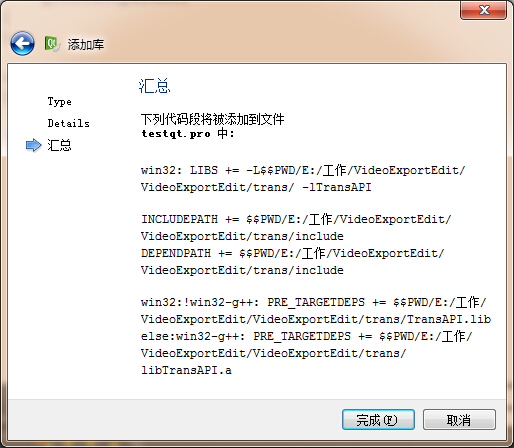 添加库
Type
Details
汇总
汇总
下列代码段将被添加到文件
testqt.pro 中:
win32: LIBS += -L$$PWD/E:/工作/VideoExportEdit/
VideoExportEdit/trans/ -lTransAPI
INCLUDEPATH += $$PWD/E:/工作/VideoExportEdit/
VideoExportEdit/trans/include
DEPENDPATH += $$PWD/E:/工作/VideoExportEdit/
VideoExportEdit/trans/include
win32:!win32-g++: PRE_TARGETDEPS += $$PWD/E:/工作/
VideoExportEdit/VideoExportEdit/trans/TransAPI.lib
else:win32-g++: PRE_TARGETDEPS += $$PWD/E:/工作/
VideoExportEdit/VideoExportEdit/trans/
libTransAPI.a
完成(F)
取消